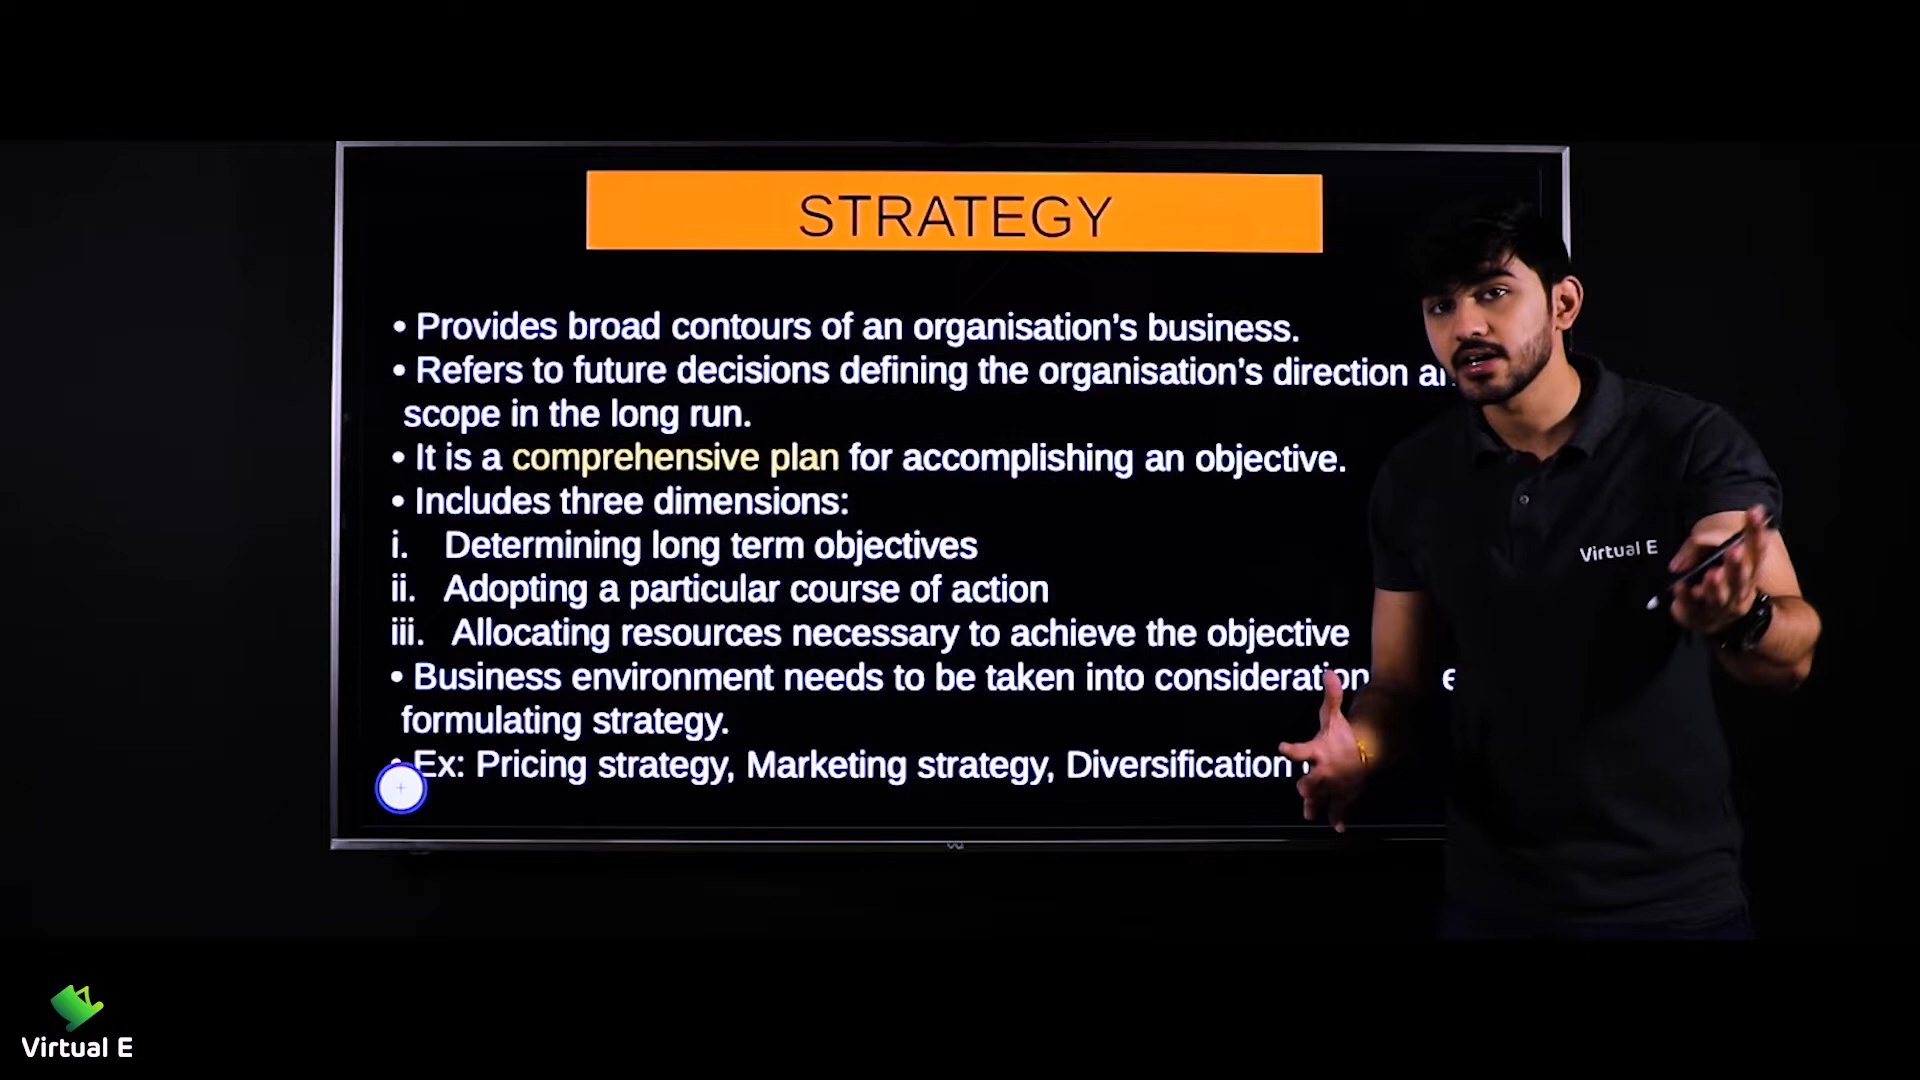 STRATEGY
• Provides broad contours of an organisation’s business.
• Refers to future decisions defining the organisation’s direction
scope in the long run.
• It is a comprehensive plan for accomplishing an objective.
• Includes three dimensions:
i. Determining long term objectives
ii. Adopting a particular course of action
iii. Allocating resources necessary to achieve the objective
• Business environment needs to be taken into consideration
formulating strategy.
• Ex: Pricing strategy, Marketing strategy, Diversification
Virtual E
Virtual E